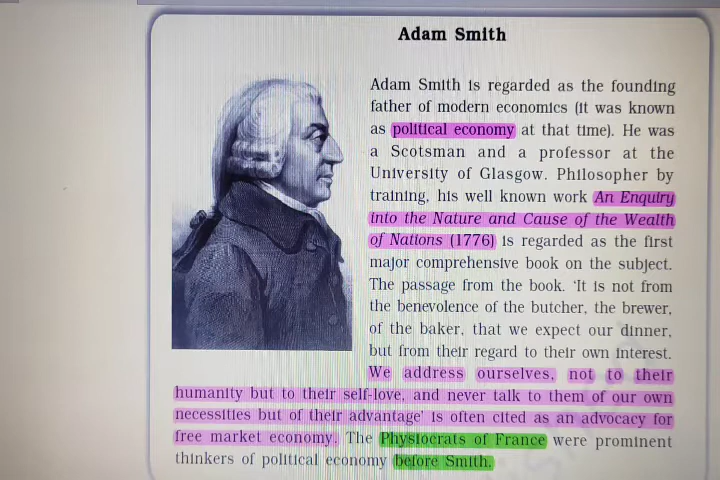 Adam Smith
Adam Smith is regarded as the founding
father of modern economics (it was known
as political economy at that time). He was
a Scotsman and a professor at the
University of Glasgow. Philosopher by
training, his well known work An Enquiry
into the Nature and Cause of the Wealth
of Nations (1776) is regarded as the first
major comprehensive book on the subject.
The passage from the book. ‘It is not from
the benevolence of the butcher, the brewer,
of the baker, that we expect our dinner,
but from their regard to their own interest.
We address ourselves, not to their
humanity but to their self-love, and never talk to them of our own
necessities but of their advantage’ is often cited as an advocacy for
free market economy. The Physiocrats of France were prominent
thinkers of political economy before Smith.